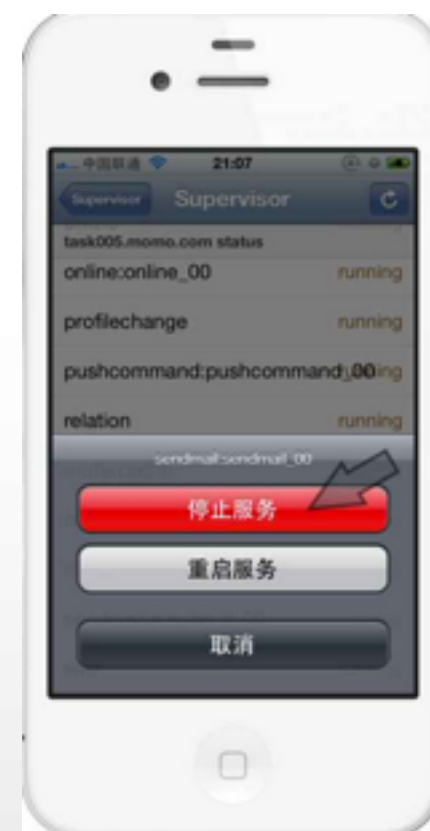 中国联通 21:07
Supervisor Supervisor
task005.momo.com status
online:online_00 running
profilechange running
pushcommand:pushcommand_00 ing
relation running
sendmail:sendmail_00
停止服务
重启服务
取消